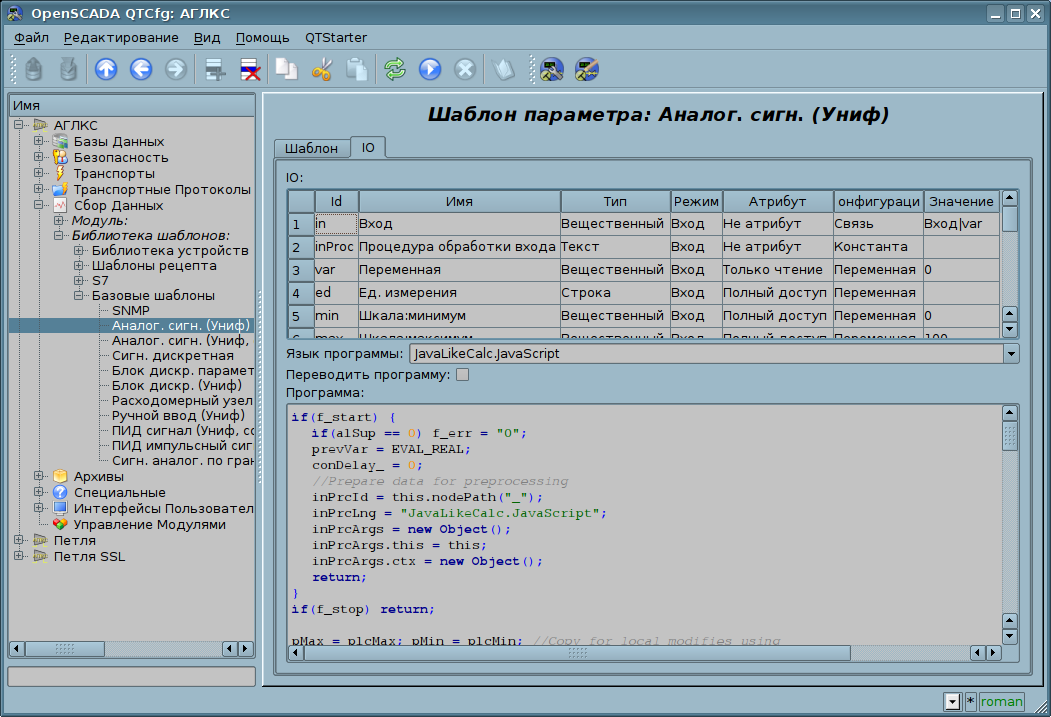 OpenSCADA QTCfg: АГЛКС
Файл Редактирование Вид Помощь QTStarter
Имя
АГЛКС
Базы Данных
Безопасность
Транспорты
Транспортные Протоколы
Сбор Данных
Модуль:
Библиотека шаблонов:
Библиотека устройств
Шаблоны рецепта
S7
Базовые шаблоны
SNMP
Аналог. сигн. (Униф)
Аналог. сигн. (Униф,
Сигн. дискретная
Блок дискр. парамет
Блок дискр. (Униф)
Расходомерный узел
Ручной ввод (Униф)
ПИД сигнал (Униф, со
ПИД импульсный сиг
Сигн. аналог. по гран
Архивы
Специальные
Интерфейсы Пользовател
Управление Модулями
Петля
Петля SSL
Шаблон параметра: Аналог. сигн. (Униф)
Шаблон IO
IO:
Id Имя Тип Режим Атрибут онфигураци Значение
1 in Вход Вещественный Вход Не атрибут Связь Вход|var
2 inProc Процедура обработки входа Текст Вход Не атрибут Константа
3 var Переменная Вещественный Вход Только чтение Переменная 0
4 ed Ед. измерения Строка Вход Полный доступ Переменная
5 min Шкала:минимум Вещественный Вход Полный доступ Переменная 0
6 max Шкала:максимум Вещественный Вход Полный доступ Переменная 100
Язык программы: JavaLikeCalc.JavaScript
Переводить программу:
Программа:
if(f_start) {
if(alSup == 0) f_err = "0";
prevVar = EVAL_REAL;
conDelay_ = 0;
//Prepare data for preprocessing
inPrcId = this.nodePath("_");
inPrcLng = "JavaLikeCalc.JavaScript";
inPrcArgs = new Object();
inPrcArgs.this = this;
inPrcArgs.ctx = new Object();
return;
}
if(f_stop) return;
pMax = plcMax; pMin = plcMin; //Copy for local modifies using
* roman